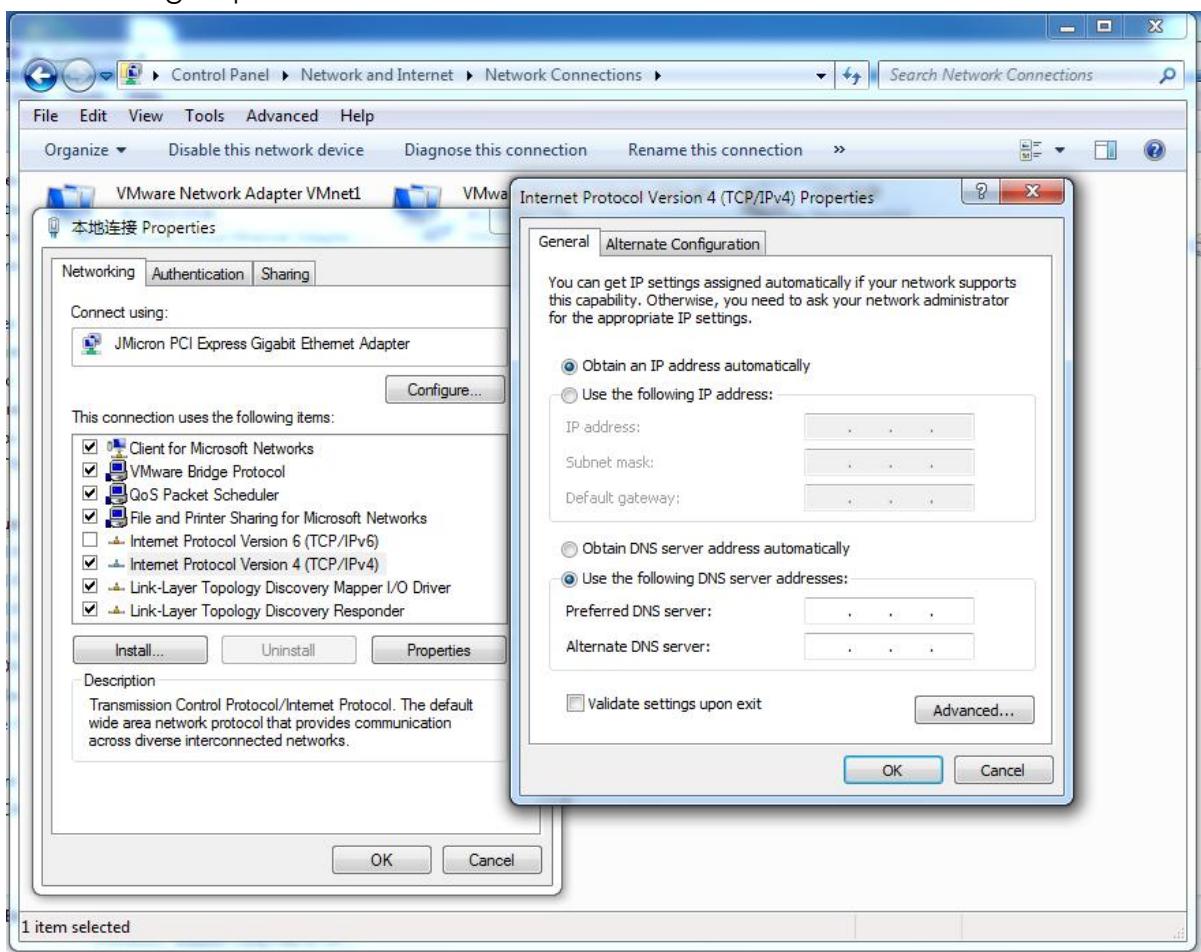 Control Panel ▸ Network and Internet ▸ Network Connections ▸
Search Network Connections
File Edit View Tools Advanced Help
Organize Disable this network device Diagnose this connection Rename this connection »
VMware Network Adapter VMnet1
本地连接 Properties
Networking Authentication Sharing
Connect using:
JMicron PCI Express Gigabit Ethernet Adapter
Configure...
This connection uses the following items:
Client for Microsoft Networks
VMware Bridge Protocol
QoS Packet Scheduler
File and Printer Sharing for Microsoft Networks
Internet Protocol Version 6 (TCP/IPv6)
Internet Protocol Version 4 (TCP/IPv4)
Link-Layer Topology Discovery Mapper I/O Driver
Link-Layer Topology Discovery Responder
Install... Uninstall Properties
Description
Transmission Control Protocol/Internet Protocol. The default
wide area network protocol that provides communication
across diverse interconnected networks.
OK Cancel
Internet Protocol Version 4 (TCP/IPv4) Properties
General Alternate Configuration
You can get IP settings assigned automatically if your network supports
this capability. Otherwise, you need to ask your network administrator
for the appropriate IP settings.
Obtain an IP address automatically
Use the following IP address:
IP address:
Subnet mask:
Default gateway:
Obtain DNS server address automatically
Use the following DNS server addresses:
Preferred DNS server:
Alternate DNS server:
Validate settings upon exit
Advanced...
OK Cancel
1 item selected